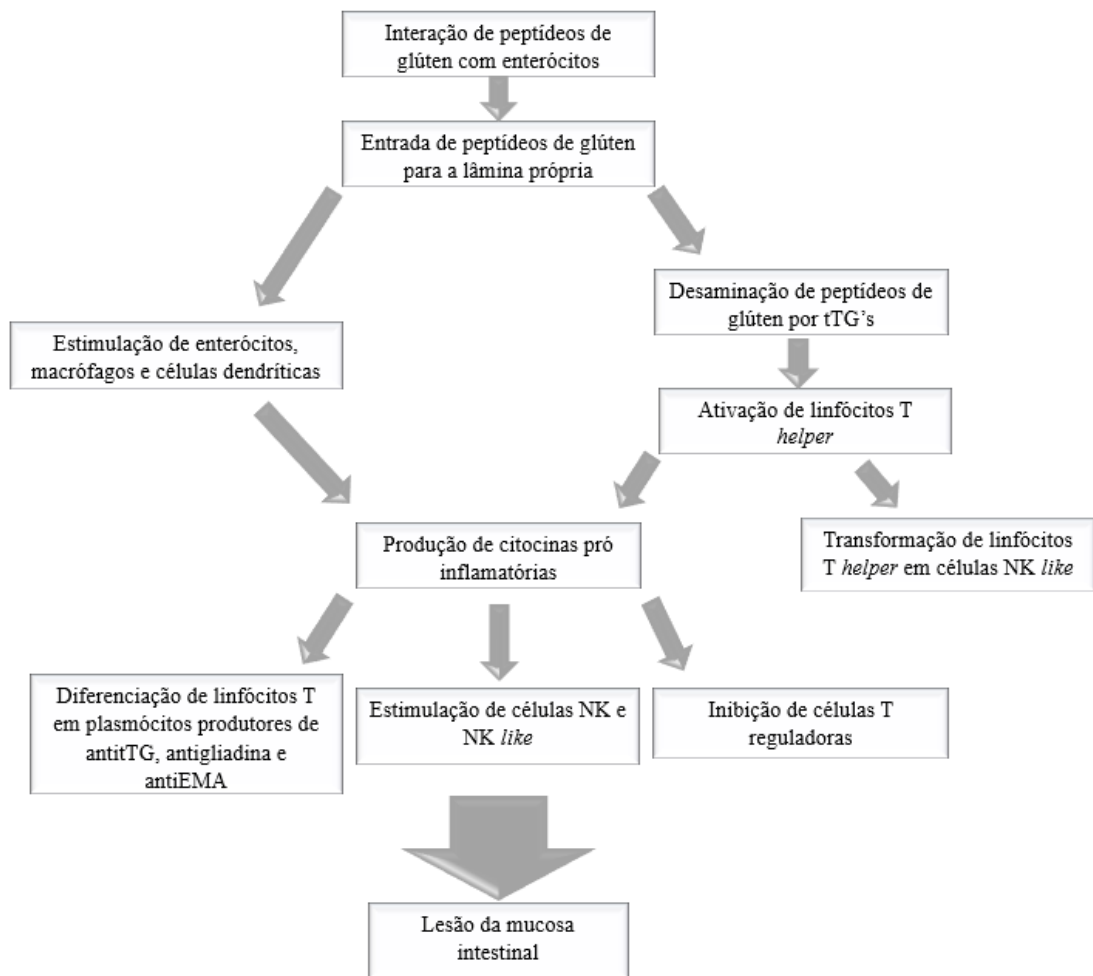 Interação de peptídeos de
glúten com enterócitos
Entrada de peptídeos de glúten
para a lâmina própria
Desaminação de peptídeos de
glúten por tTG’s
Estimulação de enterócitos,
macrófagos e células dendríticas
Ativação de linfócitos T
helper
Produção de citocinas pró
inflamatórias
Transformação de linfócitos
T helper em células NK like
Diferenciação de linfócitos T
em plasmócitos produtores de
antitTG, antigliadina e
antiEMA
Estimulação de células NK e
NK like
Inibição de células T
reguladoras
Lesão da mucosa
intestinal